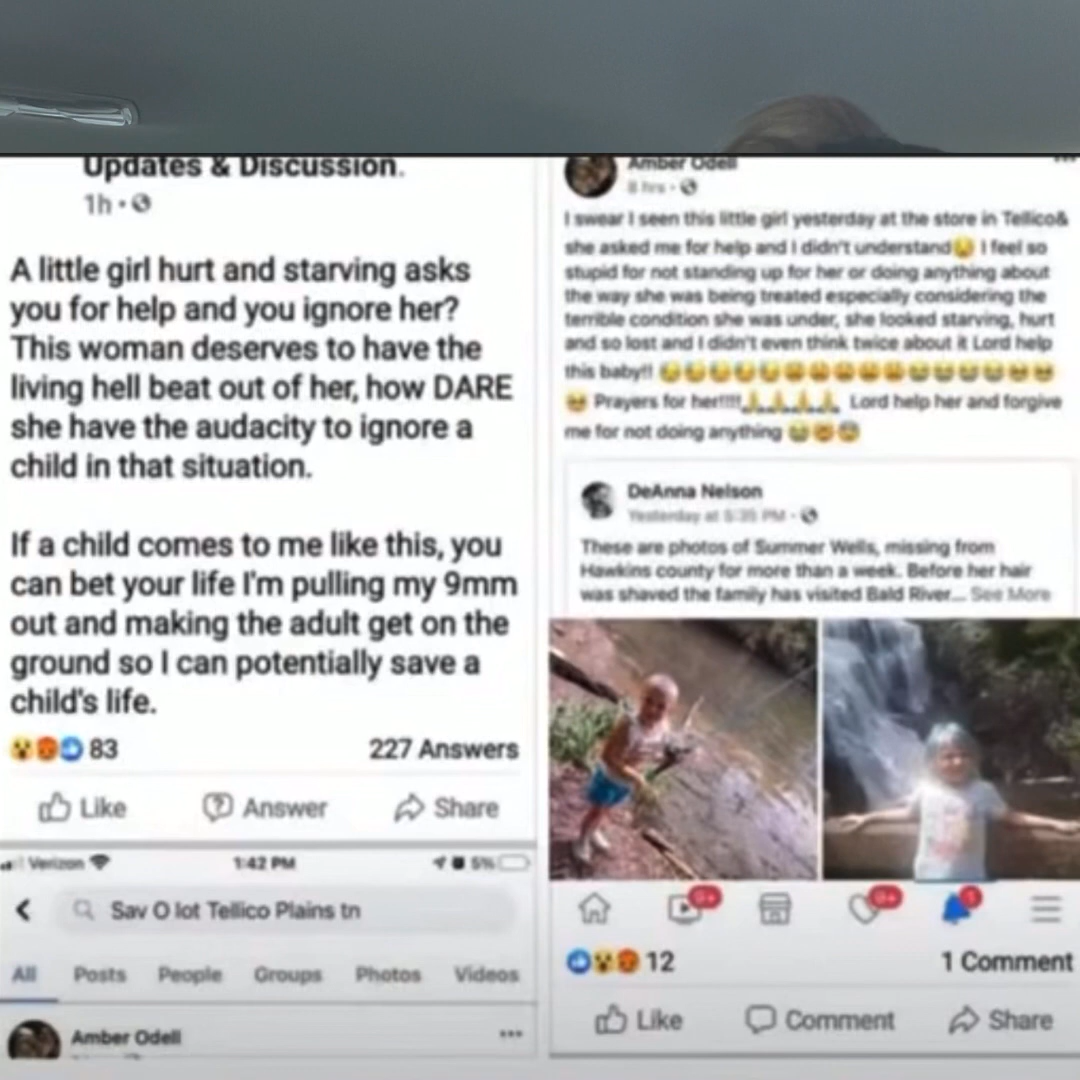 Updates & Discussion.
1h
A little girl hurt and starving asks
you for help and you ignore her?
This woman deserves to have the
living hell beat out of her, how DARE
she have the audacity to ignore a
child in that situation.
If a child comes to me like this, you
can bet your life I'm pulling my 9mm
out and making the adult get on the
ground so I can potentially save a
child's life.
83
227 Answers
Like Answer Share
Verizon 1:42 PM 5%
Sav O lot Tellico Plains tn
All Posts People Groups Photos Videos
Amber Odell
Amber Odell
8 hrs
I swear I seen this little girl yesterday at the store in Tellico&
she asked me for help and I didn't understand😥 I feel so
stupid for not standing up for her or doing anything about
the way she was being treated especially considering the
terrible condition she was under, she looked starving, hurt
and so lost and I didn't even think twice about it Lord help
this baby!!
Prayers for her!!!!🙏🙏🙏🙏 Lord help her and forgive
me for not doing anything
DeAnna Nelson
Yesterday at 5:35 PM
These are photos of Summer Wells, missing from
Hawkins county for more than a week. Before her hair
was shaved the family has visited Bald River... See More
9+ 9+ 1
12
1 Comment
Like Comment Share